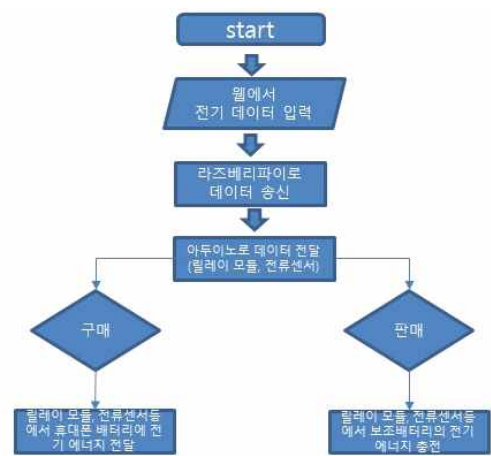 start
웹에서
전기 데이터 입력
라즈베리파이로
데이터 송신
아두이노로 데이터 전달
(릴레이 모듈, 전류센서)
구매
판매
릴레이 모듈, 전류센서등
에서 휴대폰 배터리에 전
기 에너지 전달
릴레이 모듈, 전류센서등
에서 보조배터리의 전기
에너지 충전